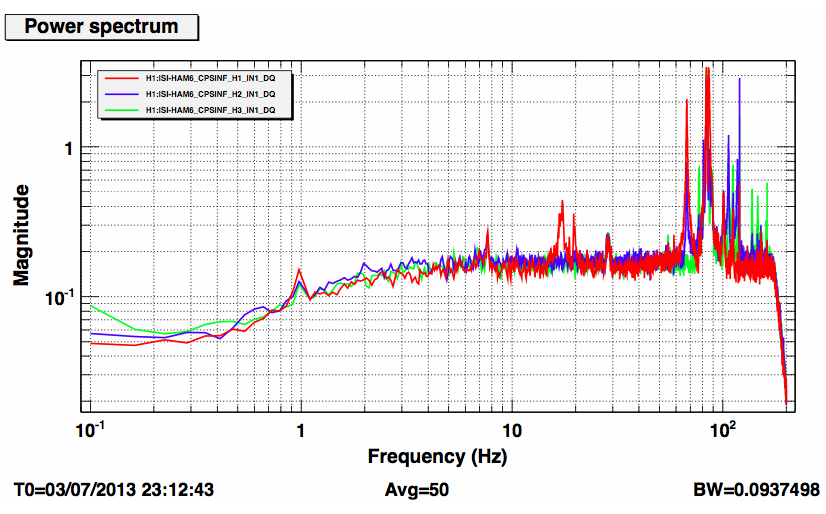 Power spectrum
H1:ISI-HAM6_CPSINF_H1_IN1_DQ
H1:ISI-HAM6_CPSINF_H2_IN1_DQ
H1:ISI-HAM6_CPSINF_H3_IN1_DQ
1
10⁻¹
Magnitude
10⁻¹ 1 10 10²
Frequency (Hz)
T0=03/07/2013 23:12:43 Avg=50 BW=0.0937498